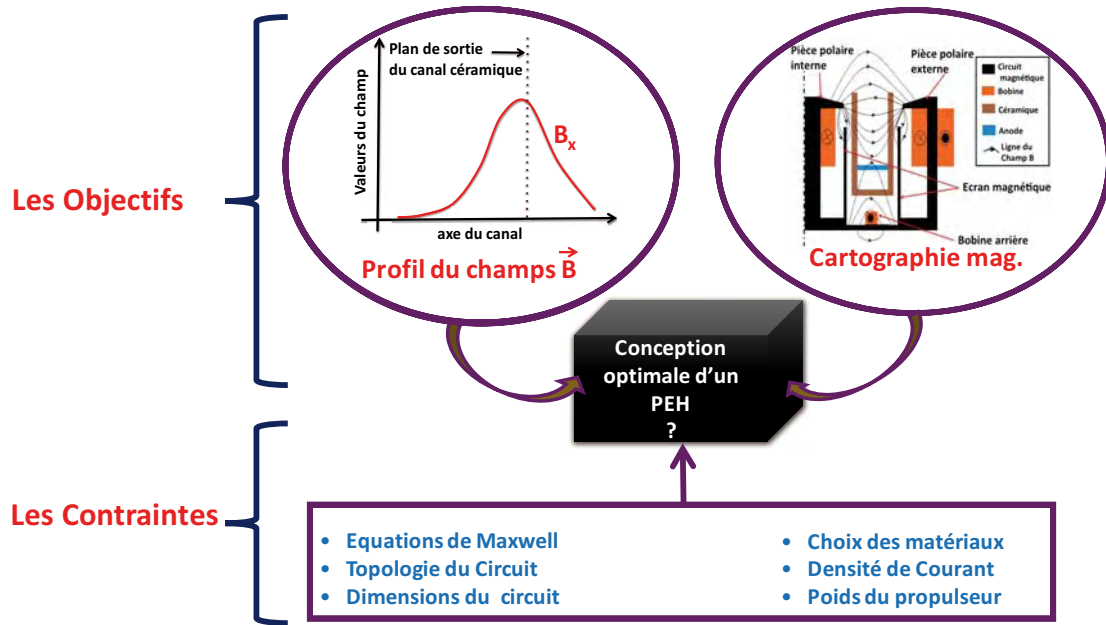 Les Objectifs
Plan de sortie
du canal céramique
Valeurs du champ
Bx
axe du canal
Profil du champs B
Pièce polaire
interne
Pièce polaire
externe
Circuit
magnétique
Bobine
Céramique
Anode
Ligne du
Champ B
Ecran magnétique
Bobine arrière
Cartographie mag.
Conception
optimale d’un
PEH
?
Les Contraintes
• Equations de Maxwell
• Topologie du Circuit
• Dimensions du circuit
• Choix des matériaux
• Densité de Courant
• Poids du propulseur